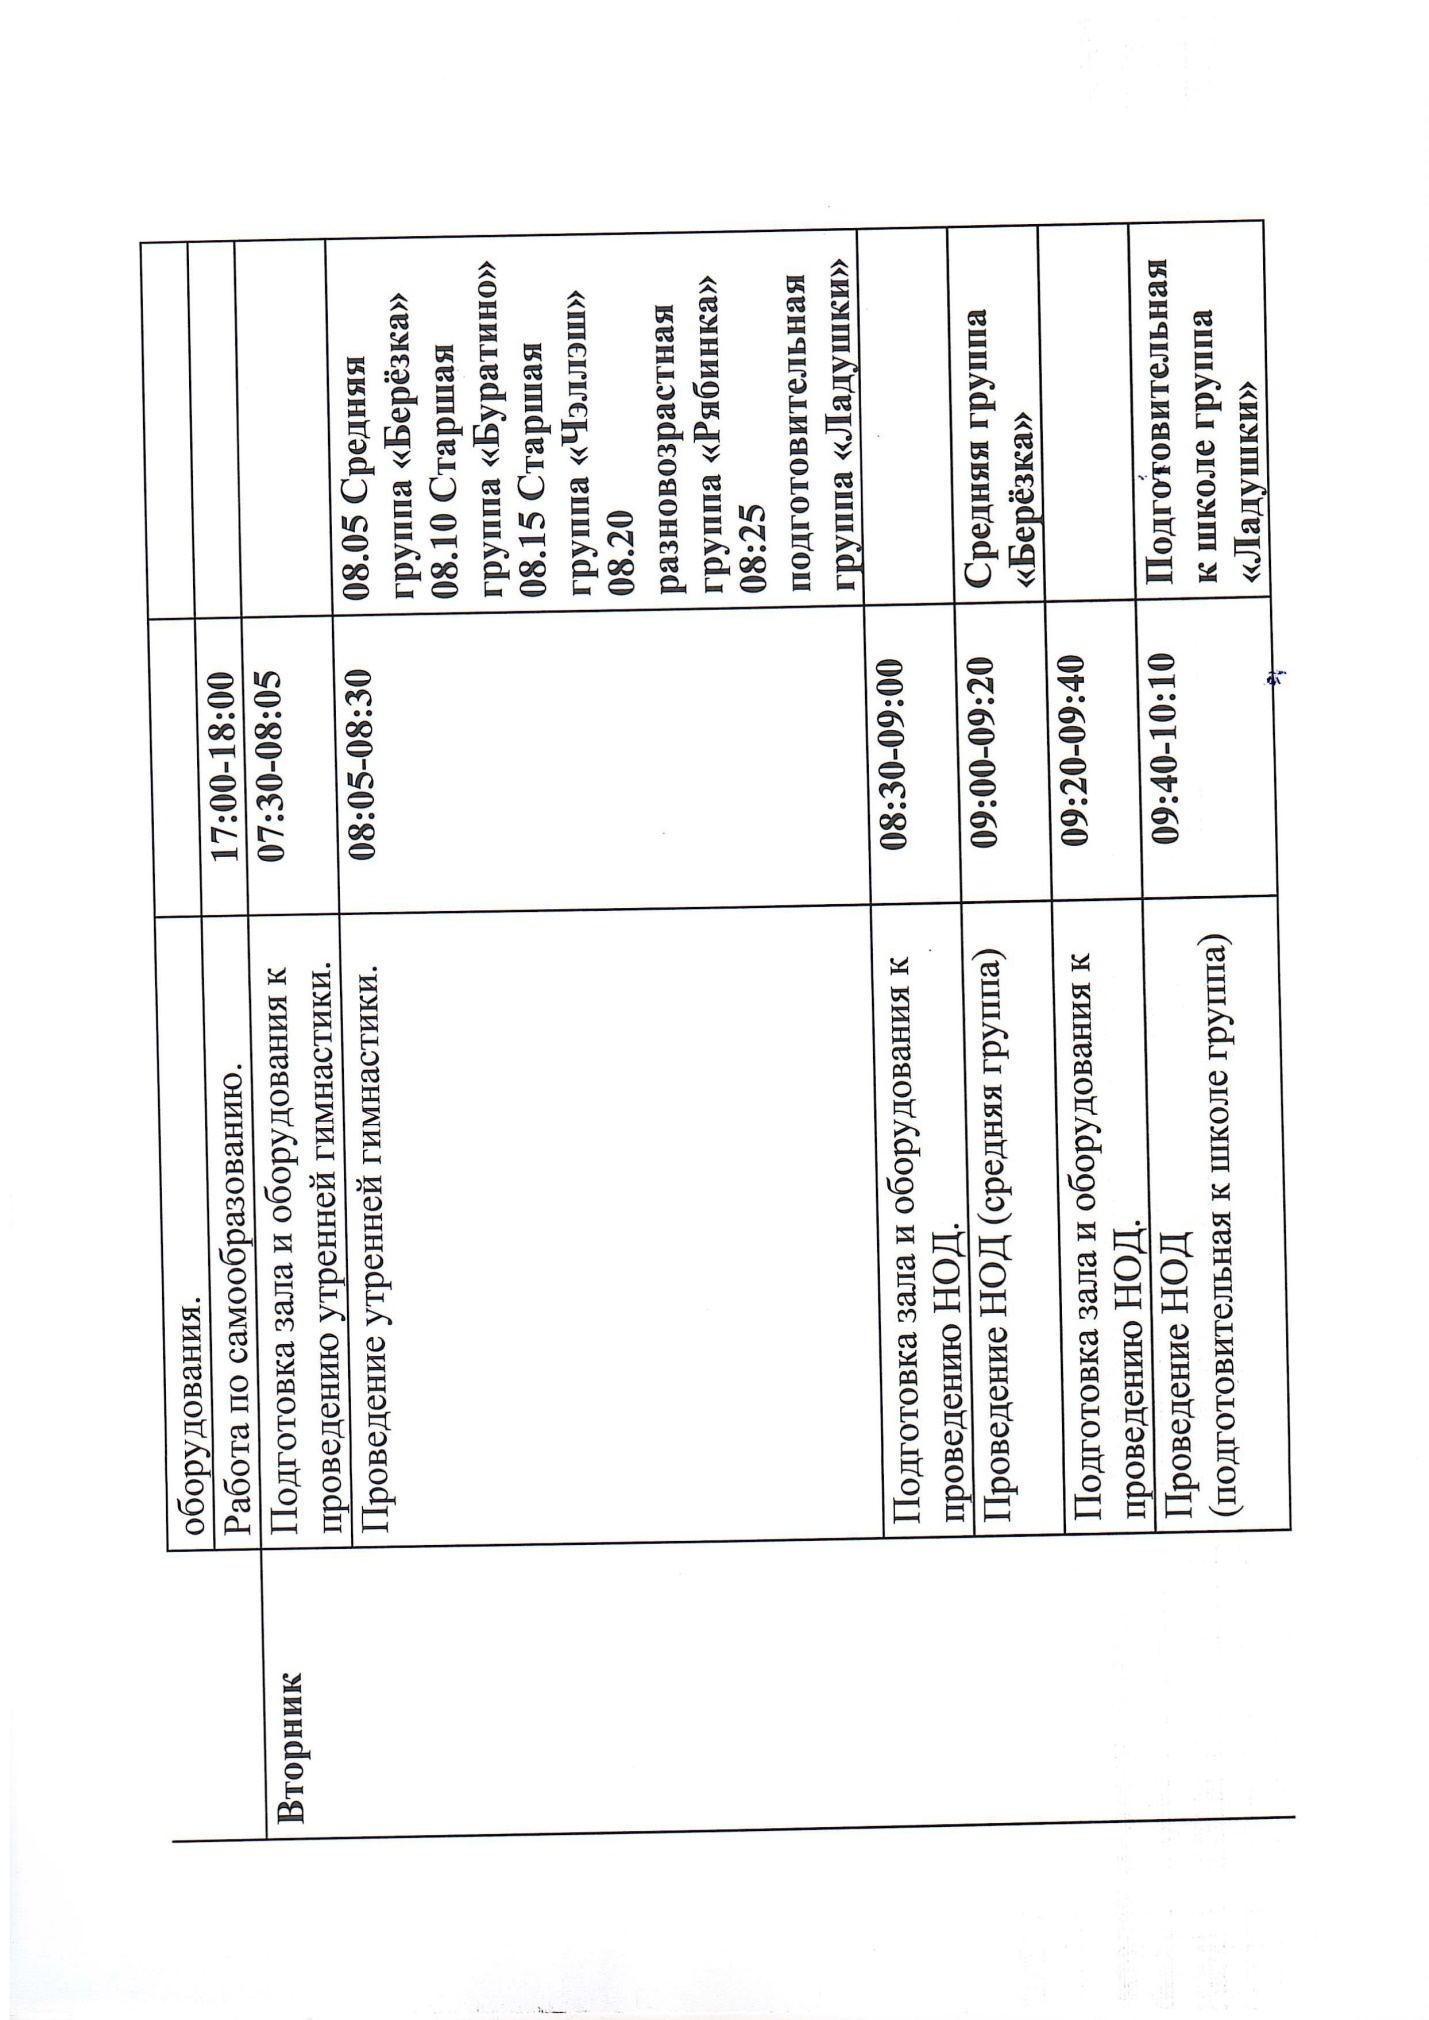 оборудования.
Работа по самообразованию.
17:00-18:00
Вторник
Подготовка зала и оборудования к
проведению утренней гимнастики.
07:30-08:05
Проведение утренней гимнастики.
08:05-08:30
08.05 Средняя
группа «Берёзка»
08.10 Старшая
группа «Буратино»
08.15 Старшая
группа «Чэллэш»
08.20
разновозрастная
группа «Рябинка»
08:25
подготовительная
группа «Ладушки»
Подготовка зала и оборудования к
проведению НОД.
08:30-09:00
Проведение НОД (средняя группа)
09:00-09:20
Средняя группа
«Берёзка»
Подготовка зала и оборудования к
проведению НОД.
09:20-09:40
Проведение НОД
(подготовительная к школе группа)
09:40-10:10
Подготовительная
к школе группа
«Ладушки»